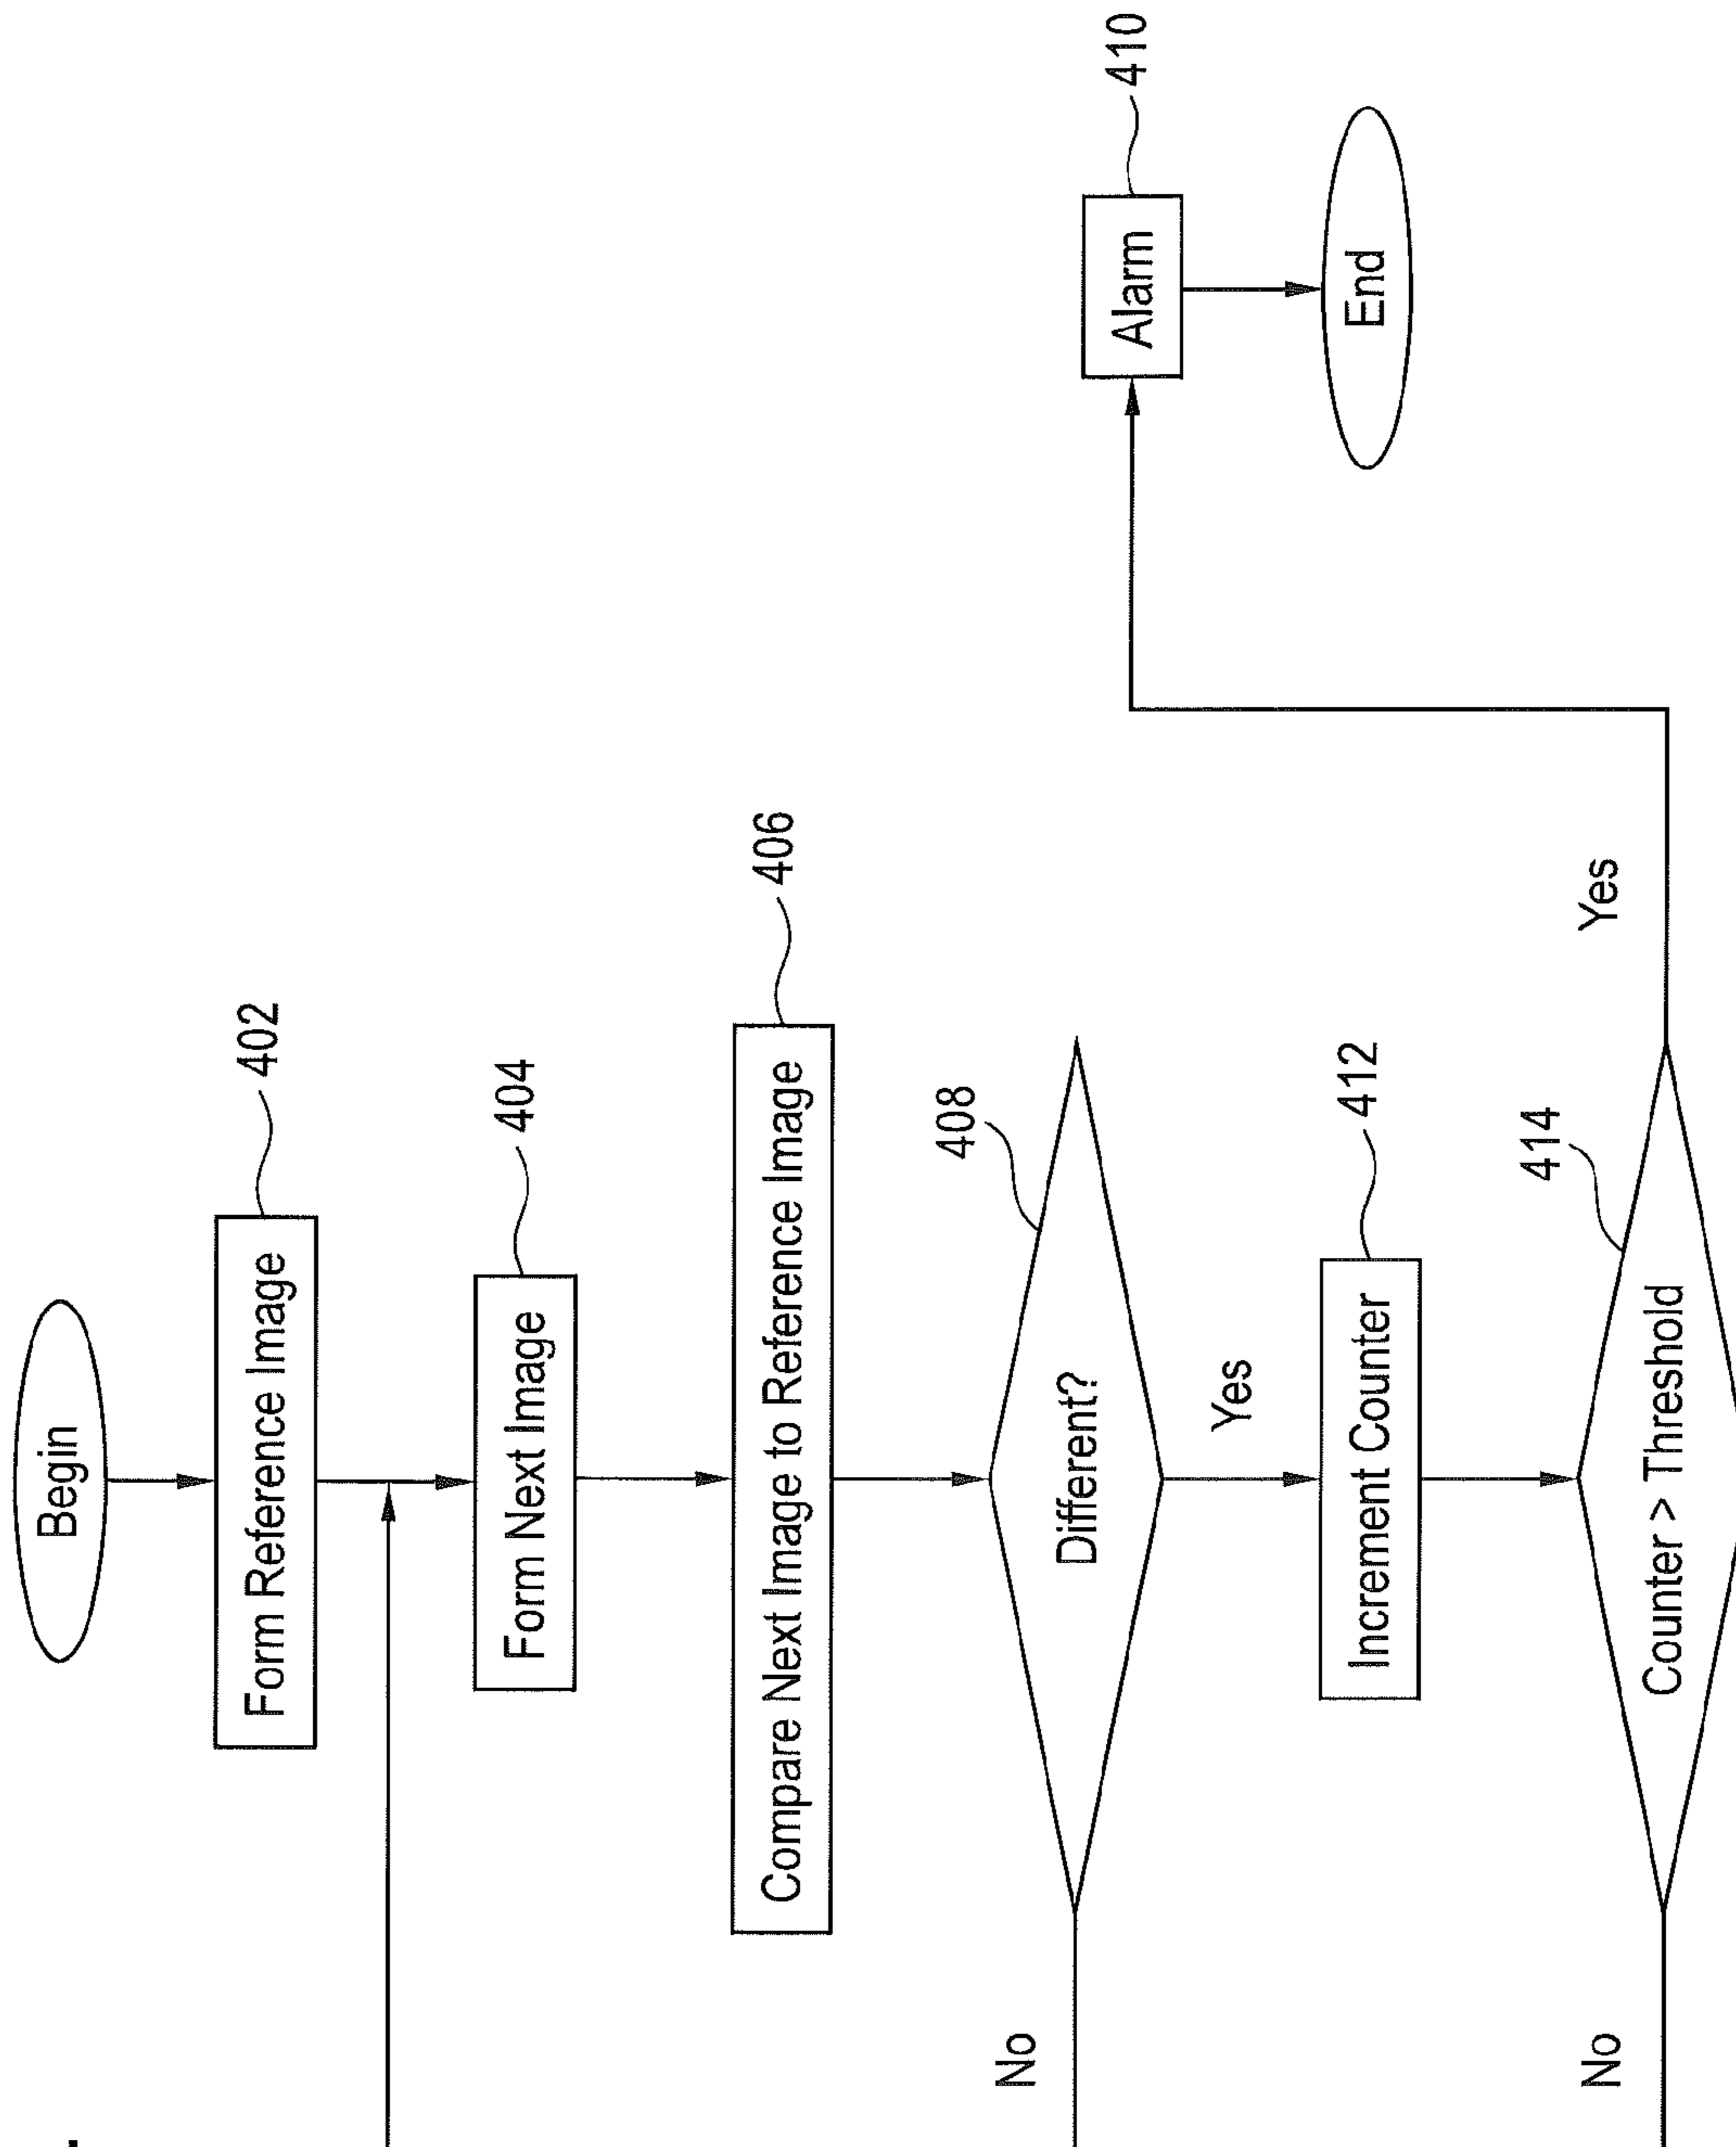 Begin
Form Reference Image
402
Form Next Image
404
Compare Next Image to Reference Image
406
408
Different?
No
Yes
Increment Counter
412
414
Counter > Threshold
No
Yes
Alarm
410
End